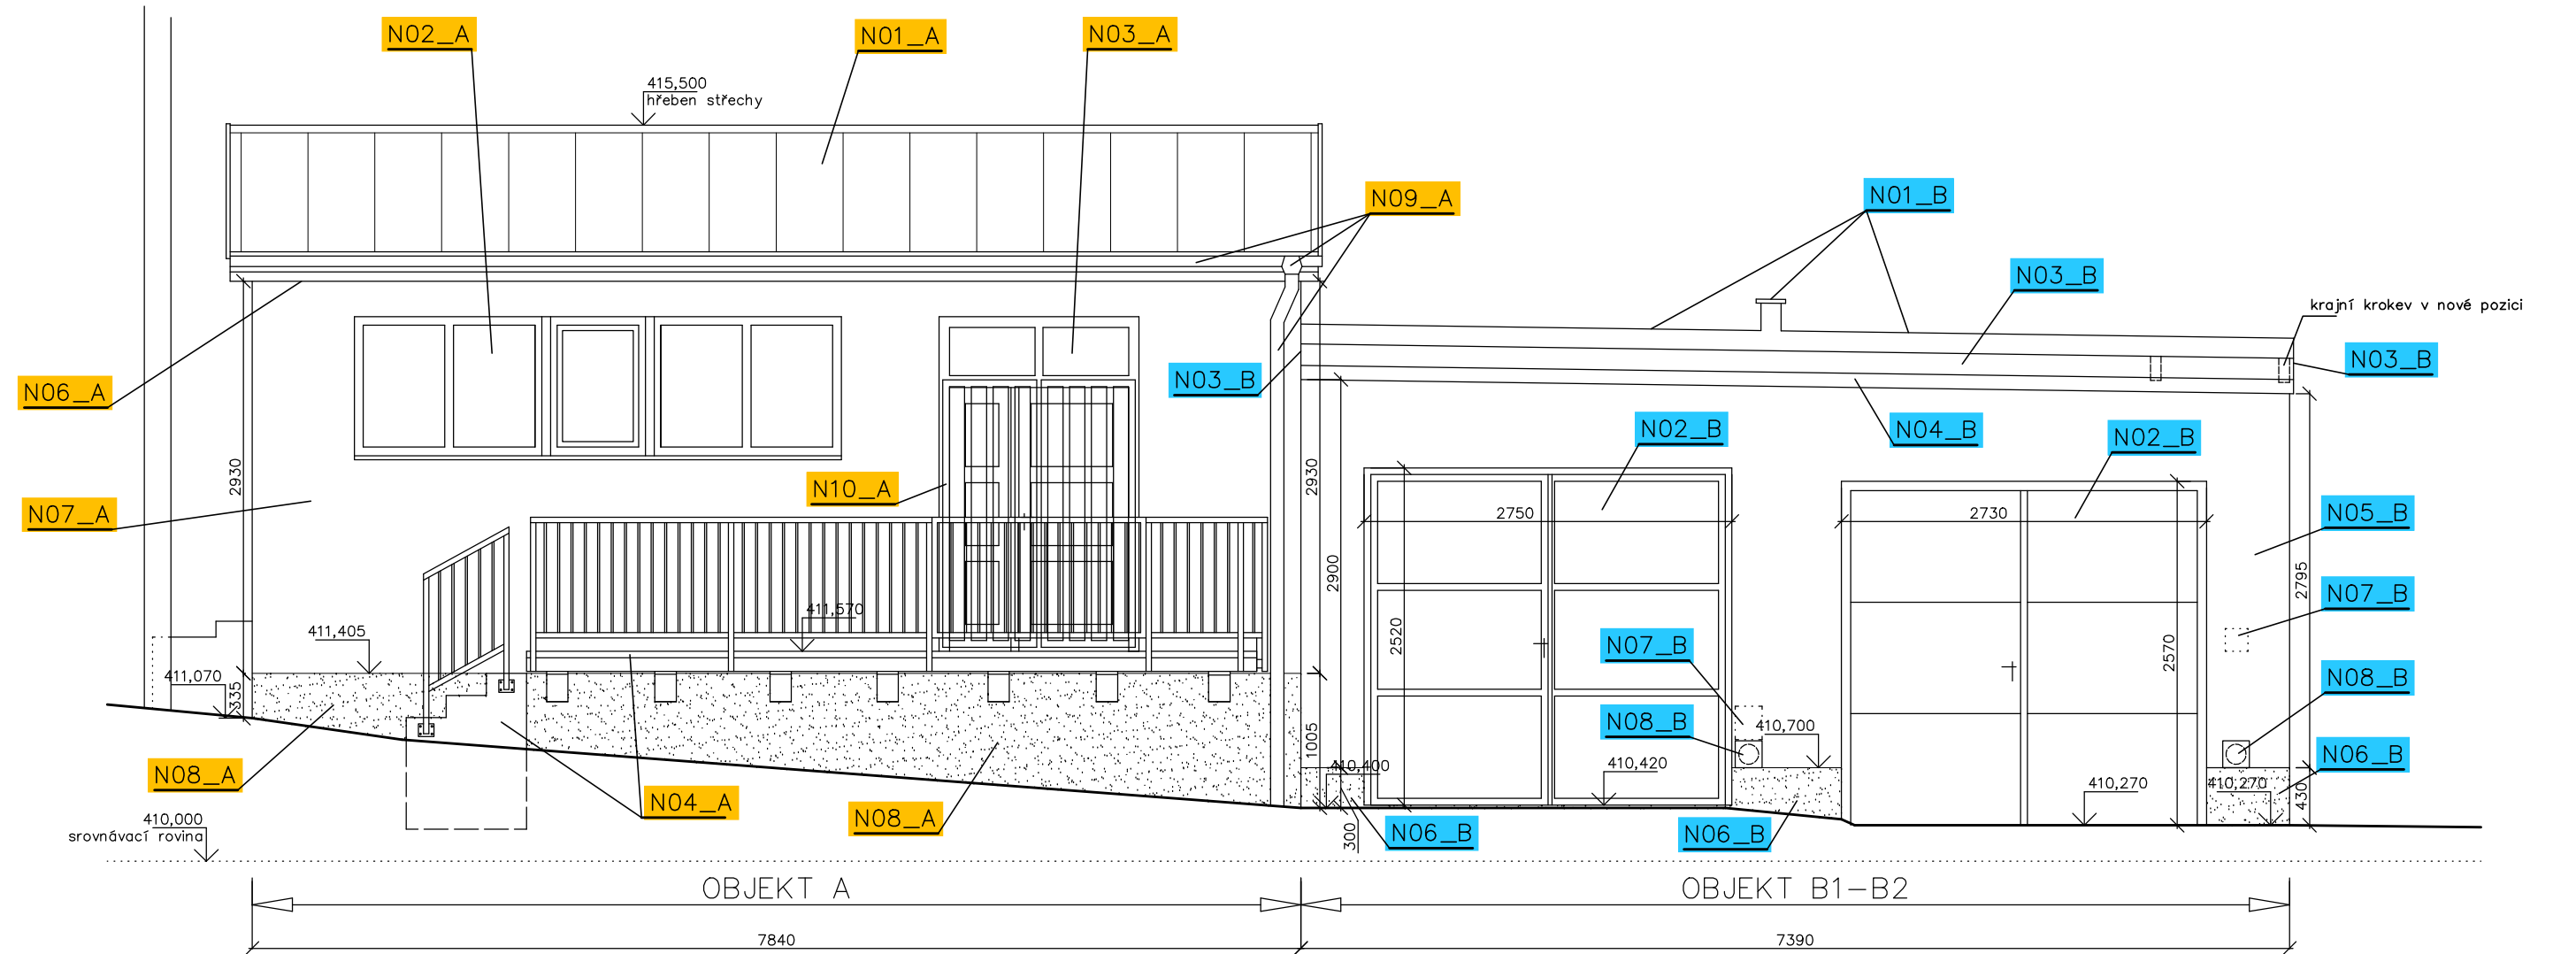 N02_A
N01_A
N03_A
415,500
hřeben střechy
N09_A
N01_B
N03_B
krajní krokev v nové pozici
N03_B
N03_B
N06_A
N04_B
N02_B
N02_B
2930
2930
N10_A
N07_A
2750
2730
N05_B
2900
2795
N07_B
411,570
411,405
2520
N07_B
2570
411,070
335
N08_B
N08_B
410,700
1005
N06_B
410,400
410,420
N08_A
410,270
410,270
430
N04_A
N08_A
410,000
srovnávací rovina
300
N06_B
N06_B
OBJEKT A
OBJEKT B1-B2
7840
7390